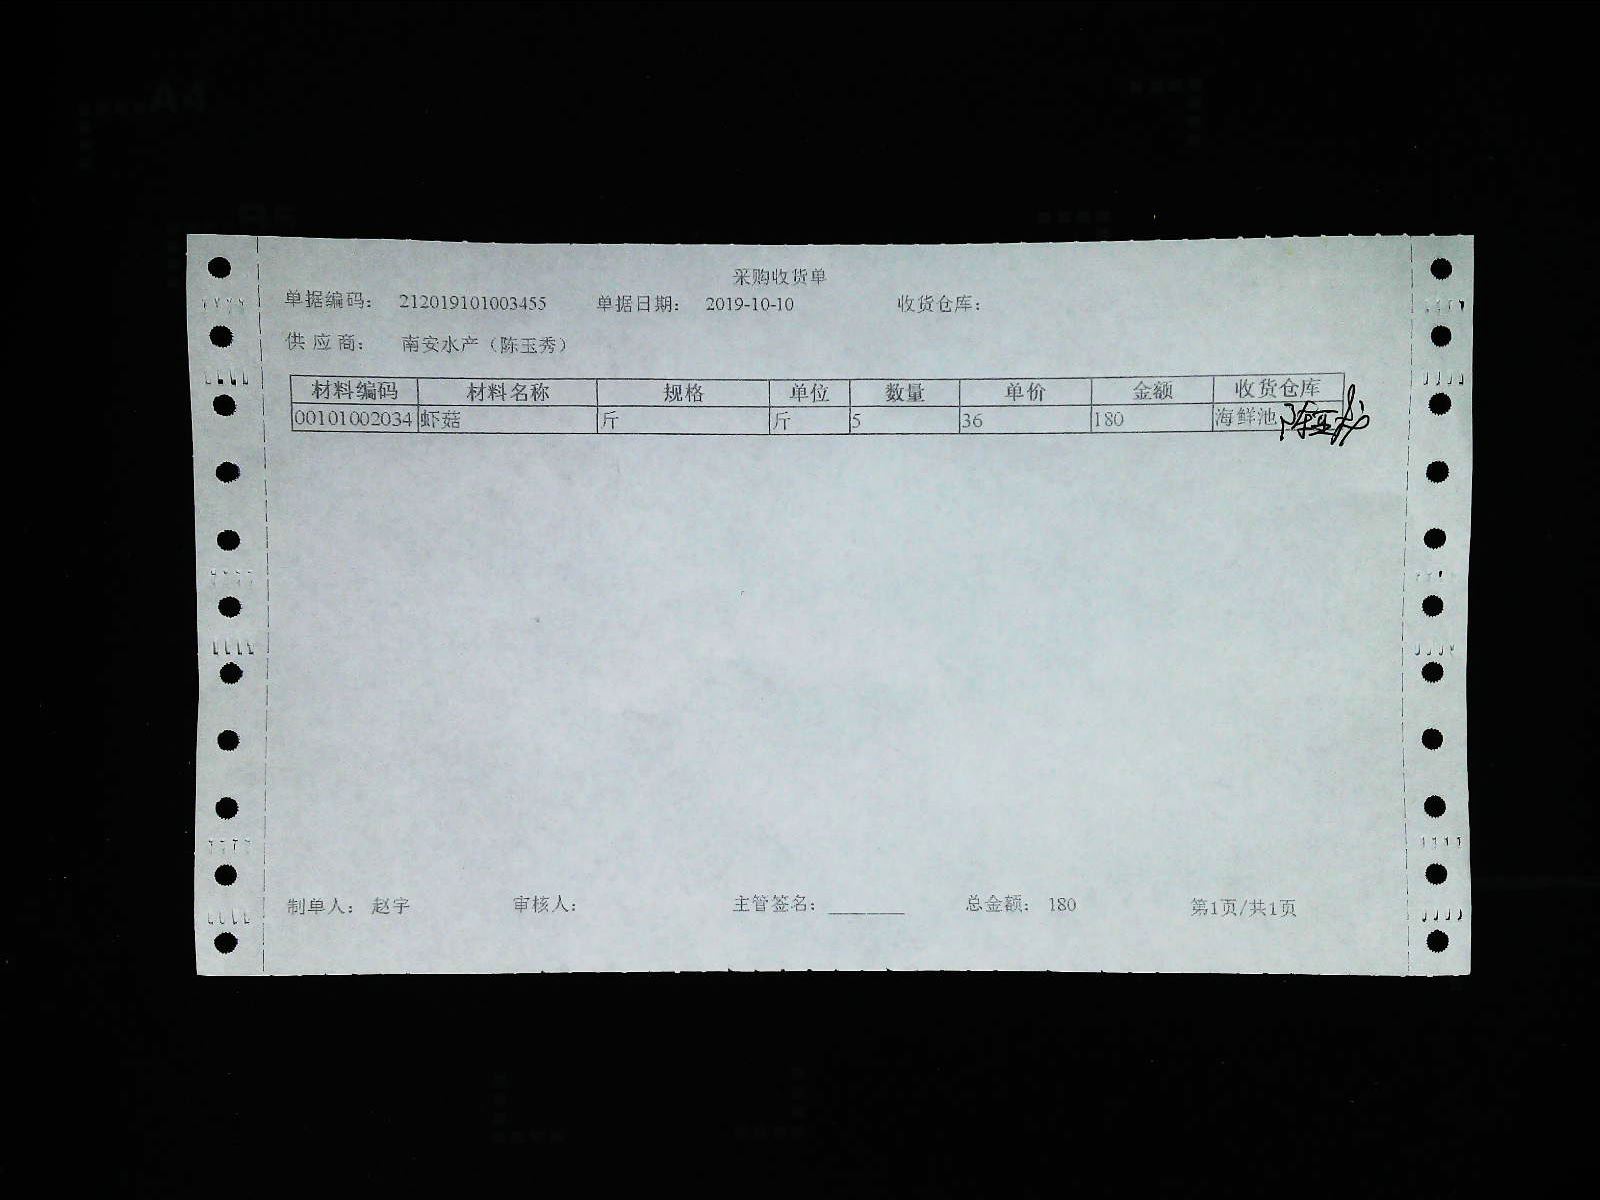 采购收货单
单据编码: 212019101003455 单据日期: 2019-10-10 收货仓库:
供应商: 南安水产（陈玉秀）
材料编码 材料名称 规格 单位 数量 单价 金额 收货仓库
00101002034 虾菇 斤 斤 5 36 180 海鲜池
制单人: 赵宇 审核人: 主管签名: ________ 总金额: 180 第1页/共1页